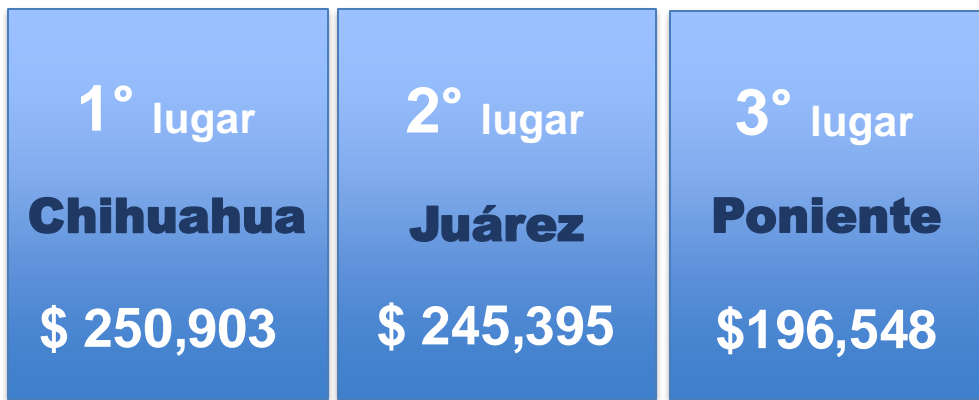 1° lugar
Chihuahua
$ 250,903
2° lugar
Juárez
$ 245,395
3° lugar
Poniente
$196,548